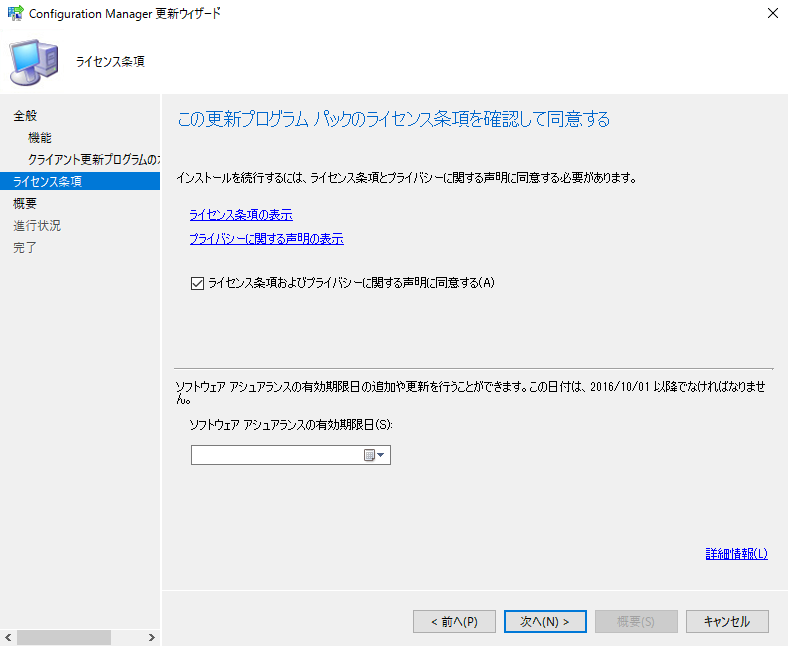 Configuration Manager 更新ウィザード
ライセンス条項
全般
機能
クライアント更新プログラムの
ライセンス条項
概要
進行状況
完了
この更新プログラム パックのライセンス条項を確認して同意する
インストールを続行するには、ライセンス条項とプライバシーに関する声明に同意する必要があります。
ライセンス条項の表示
プライバシーに関する声明の表示
ライセンス条項およびプライバシーに関する声明に同意する(A)
ソフトウェア アシュアランスの有効期限日の追加や更新を行うことができます。この日付は、2016/10/01 以降でなければなりませ
ん。
ソフトウェア アシュアランスの有効期限日(S):
詳細情報(L)
< 前へ(P)
次へ(N) >
概要(S)
キャンセル